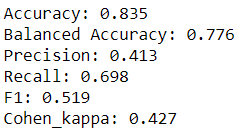 Accuracy: 0.835
Balanced Accuracy: 0.776
Precision: 0.413
Recall: 0.698
F1: 0.519
Cohen_kappa: 0.427